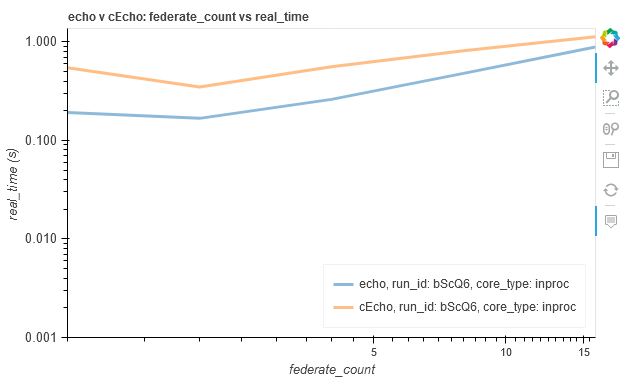 echo v cEcho: federate_count vs real_time
1.000
0.100
0.010
0.001
real_time (s)
5
10
15
federate_count
echo, run_id: bScQ6, core_type: inproc
cEcho, run_id: bScQ6, core_type: inproc